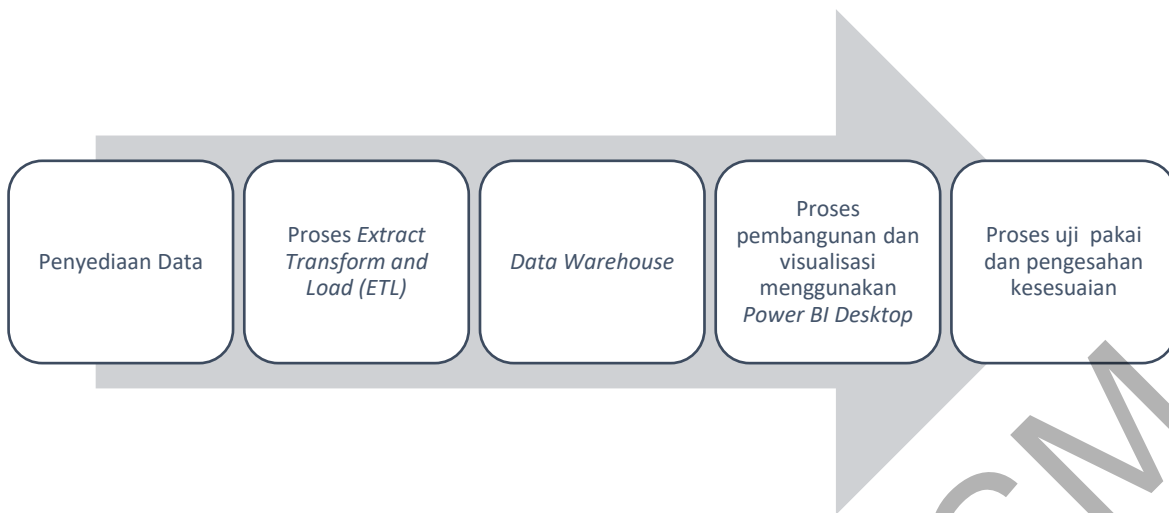 Penyediaan Data
Proses Extract
Transform and
Load (ETL)
Data Warehouse
Proses
pembangunan dan
visualisasi
menggunakan
Power BI Desktop
Proses uji pakai
dan pengesahan
kesesuaian
CM